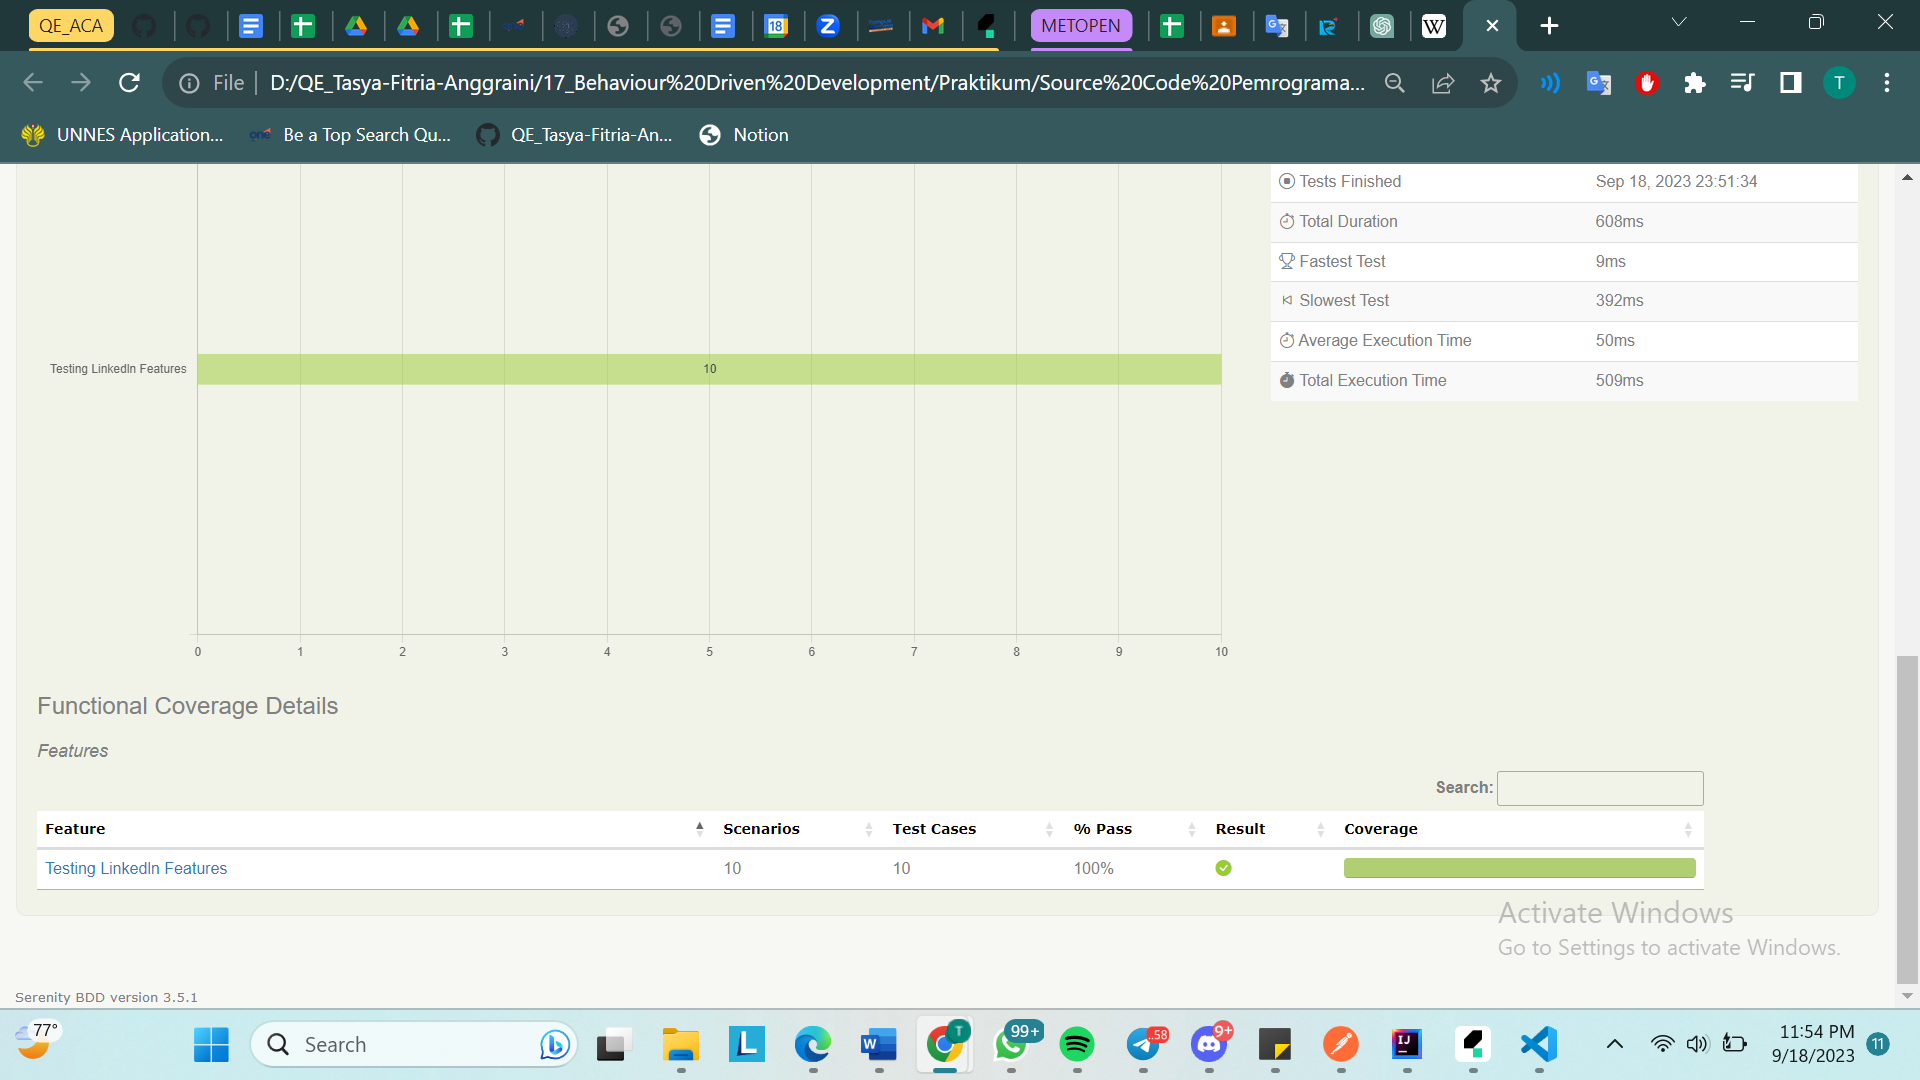 QE_ACA
METOPEN
File
D:/QE_Tasya-Fitria-Anggraini/17_Behaviour%20Driven%20Development/Praktikum/Source%20Code%20Pemrograma...
UNNES Application...
Be a Top Search Qu...
QE_Tasya-Fitria-An...
Notion
Tests Finished Sep 18, 2023 23:51:34
Total Duration 608ms
Fastest Test 9ms
Slowest Test 392ms
Average Execution Time 50ms
Total Execution Time 509ms
Testing LinkedIn Features
10
0 1 2 3 4 5 6 7 8 9 10
Functional Coverage Details
Features
Search:
Feature Scenarios Test Cases % Pass Result Coverage
Testing LinkedIn Features 10 10 100%
Activate Windows
Go to Settings to activate Windows.
Serenity BDD version 3.5.1
77°
Search
T
99+
..58
9+
11:54 PM
9/18/2023
11